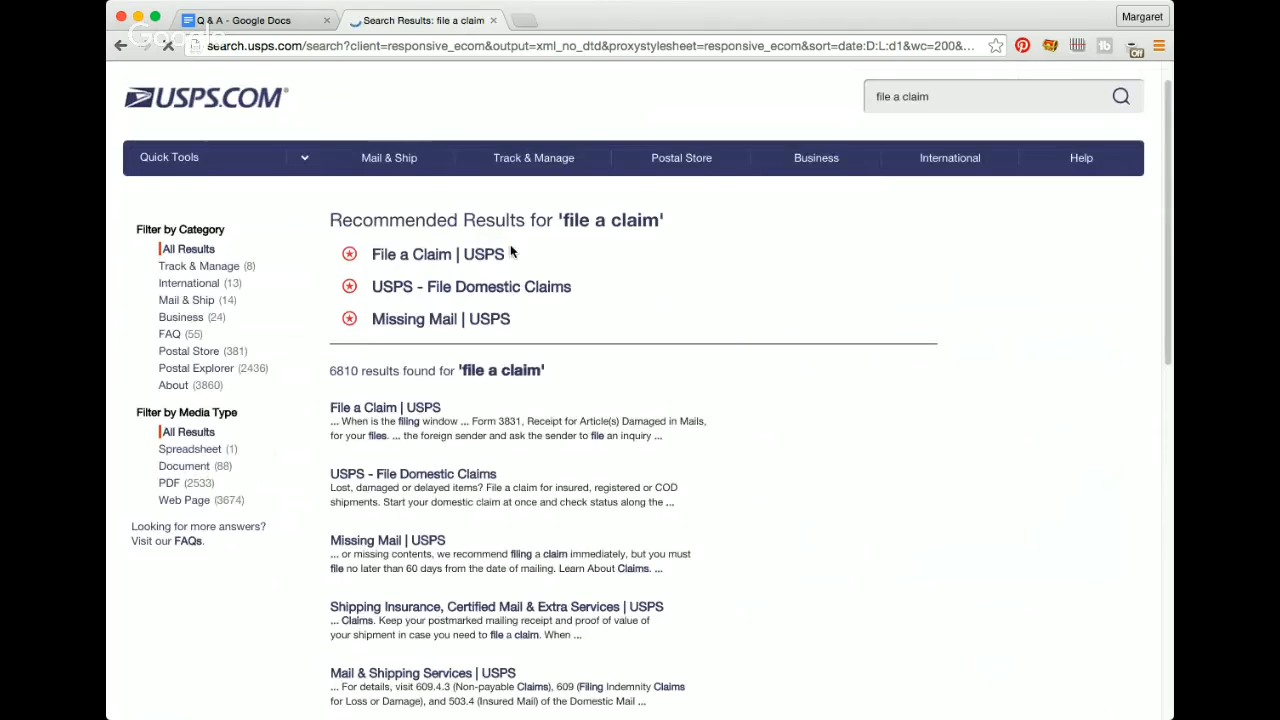 Q & A - Google Docs
Search Results: file a claim
Margaret
Google
search.usps.com/search?client=responsive_ecom&output=xml_no_dtd&proxystylesheet=responsive_ecom&sort=date:D:L:d1&wc=200&...
Off
USPS.COM®
file a claim
Quick Tools
Mail & Ship
Track & Manage
Postal Store
Business
International
Help
Filter by Category
All Results
Track & Manage (8)
International (13)
Mail & Ship (14)
Business (24)
FAQ (55)
Postal Store (381)
Postal Explorer (2436)
About (3860)
Filter by Media Type
All Results
Spreadsheet (1)
Document (88)
PDF (2533)
Web Page (3674)
Looking for more answers?
Visit our FAQs.
Recommended Results for 'file a claim'
File a Claim | USPS
USPS - File Domestic Claims
Missing Mail | USPS
6810 results found for 'file a claim'
File a Claim | USPS
... When is the filing window ... Form 3831, Receipt for Article(s) Damaged in Mails,
for your files. ... the foreign sender and ask the sender to file an inquiry ...
USPS - File Domestic Claims
Lost, damaged or delayed items? File a claim for insured, registered or COD
shipments. Start your domestic claim at once and check status along the ...
Missing Mail | USPS
... or missing contents, we recommend filing a claim immediately, but you must
file no later than 60 days from the date of mailing. Learn About Claims. ...
Shipping Insurance, Certified Mail & Extra Services | USPS
... Claims. Keep your postmarked mailing receipt and proof of value of
your shipment in case you need to file a claim. When ...
Mail & Shipping Services | USPS
... For details, visit 609.4.3 (Non-payable Claims), 609 (Filing Indemnity Claims
for Loss or Damage), and 503.4 (Insured Mail) of the Domestic Mail ...